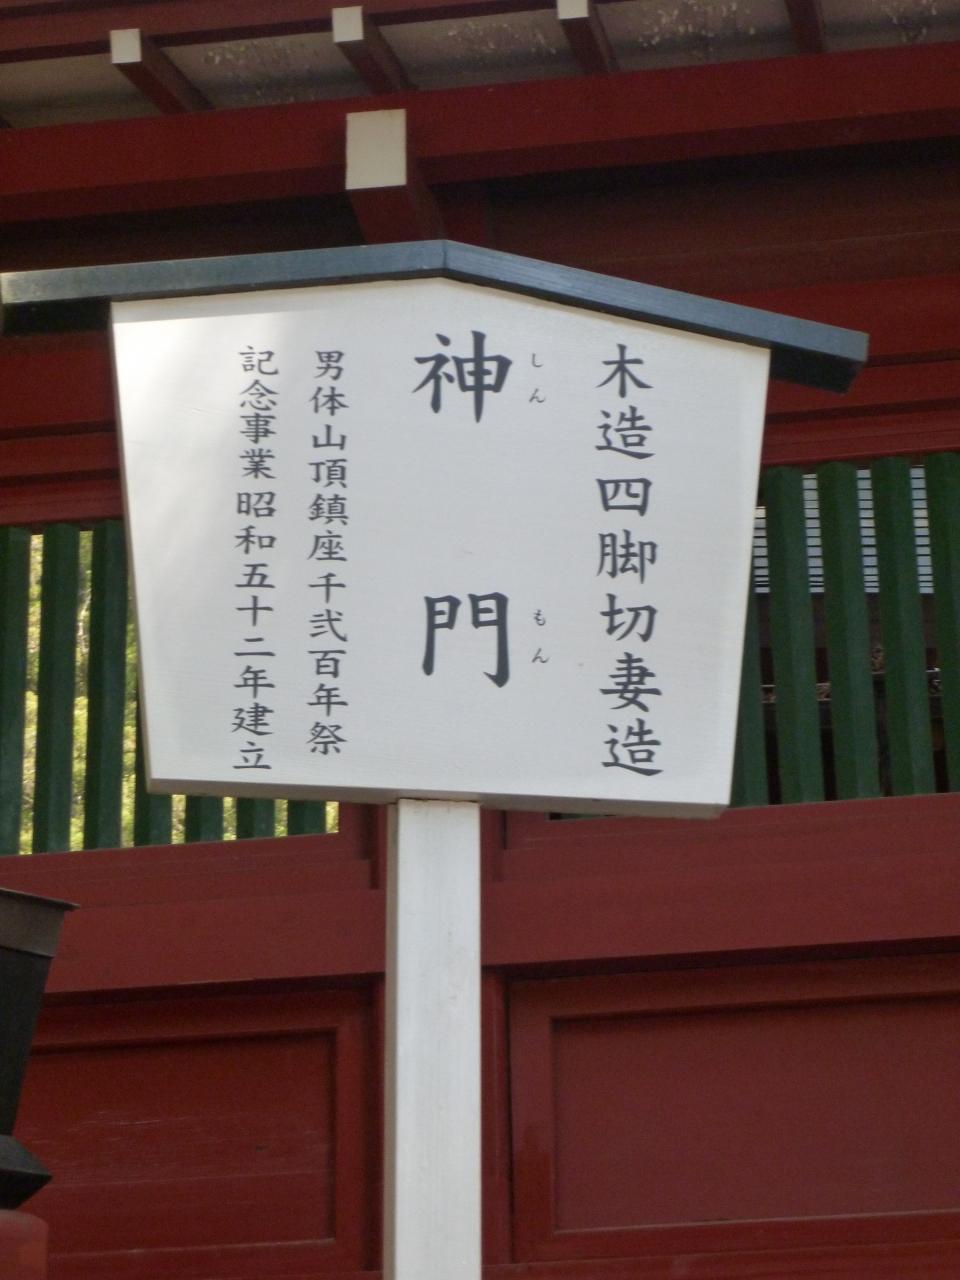 木造四脚切妻造
神門
しんもん
男体山頂鎮座千弐百年祭
記念事業昭和五十二年建立